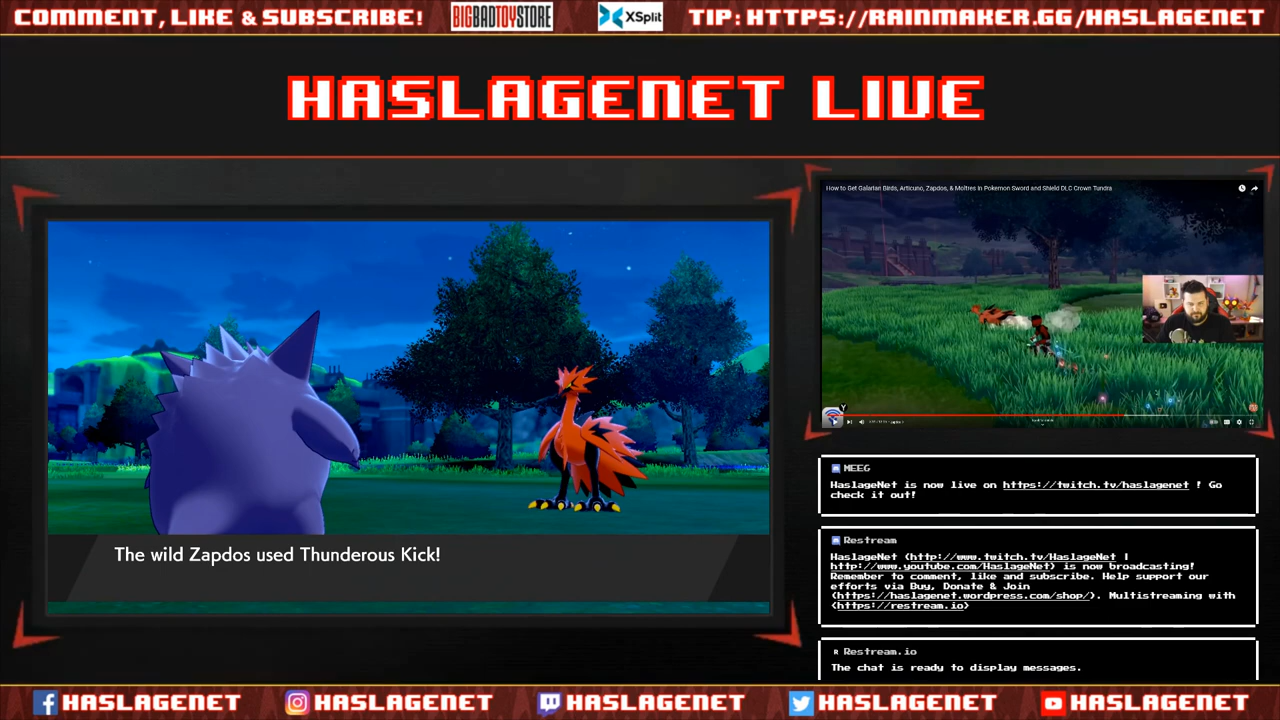 COMMENT, LIKE & SUBSCRIBE!
BIGBADTOYSTORE
XSplit
TIP: HTTPS://RAINMAKER.GG/HASLAGENET
HASLAGENET LIVE
How to Get Galarian Birds, Articuno, Zapdos, & Moltres in Pokemon Sword and Shield DLC Crown Tundra
Y
The wild Zapdos used Thunderous Kick!
MEEG
HaslageNet is now live on https://twitch.tv/haslagenet ! Go
check it out!
Restream
HaslageNet (http://www.twitch.tv/HaslageNet |
http://www.youtube.com/HaslageNet) is now broadcasting!
Remember to comment, like and subscribe. Help support our
efforts via Buy, Donate & Join
(https://haslagenet.wordpress.com/shop/). Multistreaming with
(https://restream.io)
R Restream.io
The chat is ready to display messages.
HASLAGENET
HASLAGENET
HASLAGENET
HASLAGENET
HASLAGENET